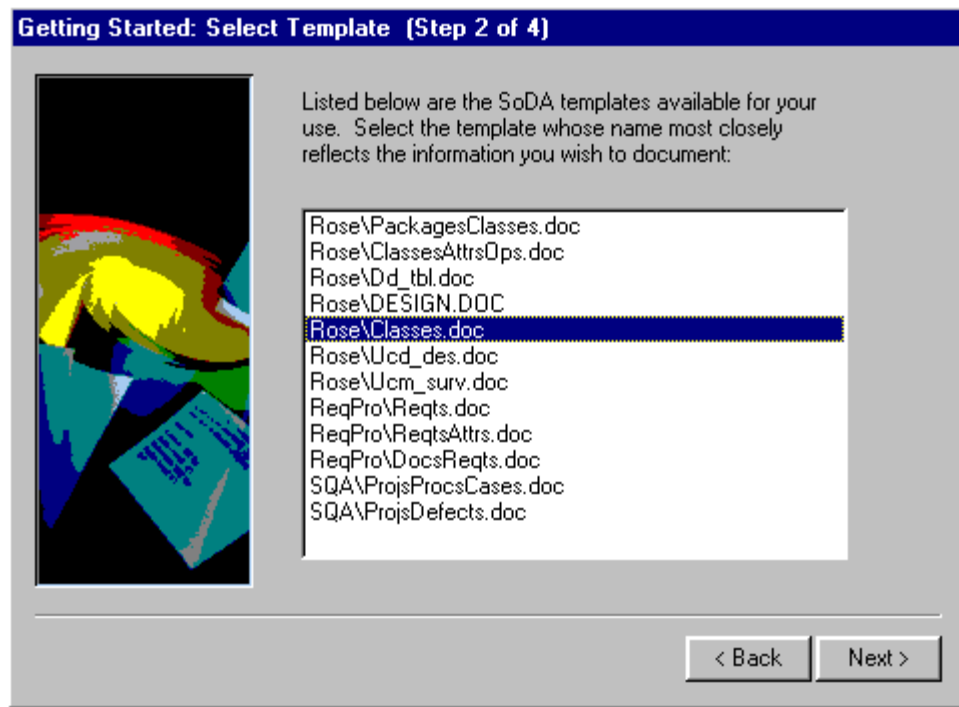 Getting Started: Select Template (Step 2 of 4)
Listed below are the SoDA templates available for your
use. Select the template whose name most closely
reflects the information you wish to document:
Rose\PackagesClasses.doc
Rose\ClassesAttrsOps.doc
Rose\Dd_tbl.doc
Rose\DESIGN.DOC
Rose\Classes.doc
Rose\Ucd_des.doc
Rose\Ucm_surv.doc
ReqPro\Reqts.doc
ReqPro\ReqtsAttrs.doc
ReqPro\DocsReqts.doc
SQA\ProjsProcsCases.doc
SQA\ProjsDefects.doc
< Back
Next >